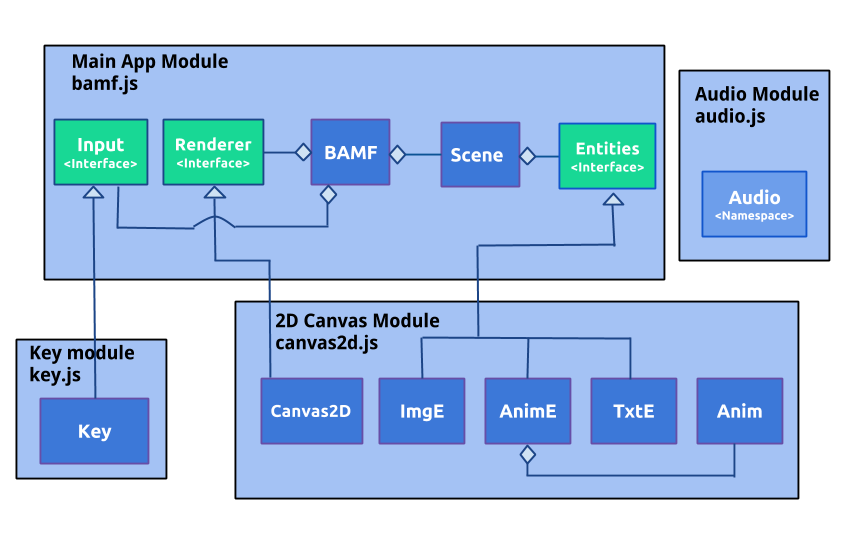 Main App Module
bamf.js
Input
<Interface>
Renderer
<Interface>
BAMF
Scene
Entities
<Interface>
Audio Module
audio.js
Audio
<Namespace>
2D Canvas Module
canvas2d.js
Canvas2D
ImgE
AnimE
TxtE
Anim
Key module
key.js
Key